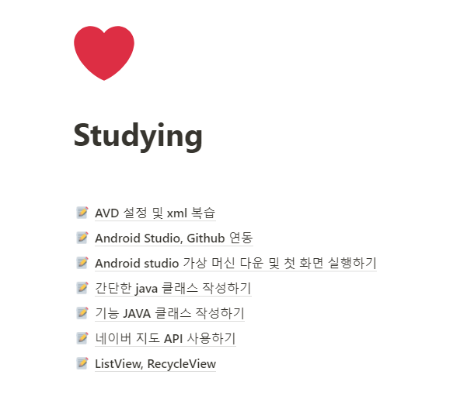 Studying
AVD 설정 및 xml 복습
Android Studio, Github 연동
Android studio 가상 머신 다운 및 첫 화면 실행하기
간단한 java 클래스 작성하기
기능 JAVA 클래스 작성하기
네이버 지도 API 사용하기
ListView, RecycleView